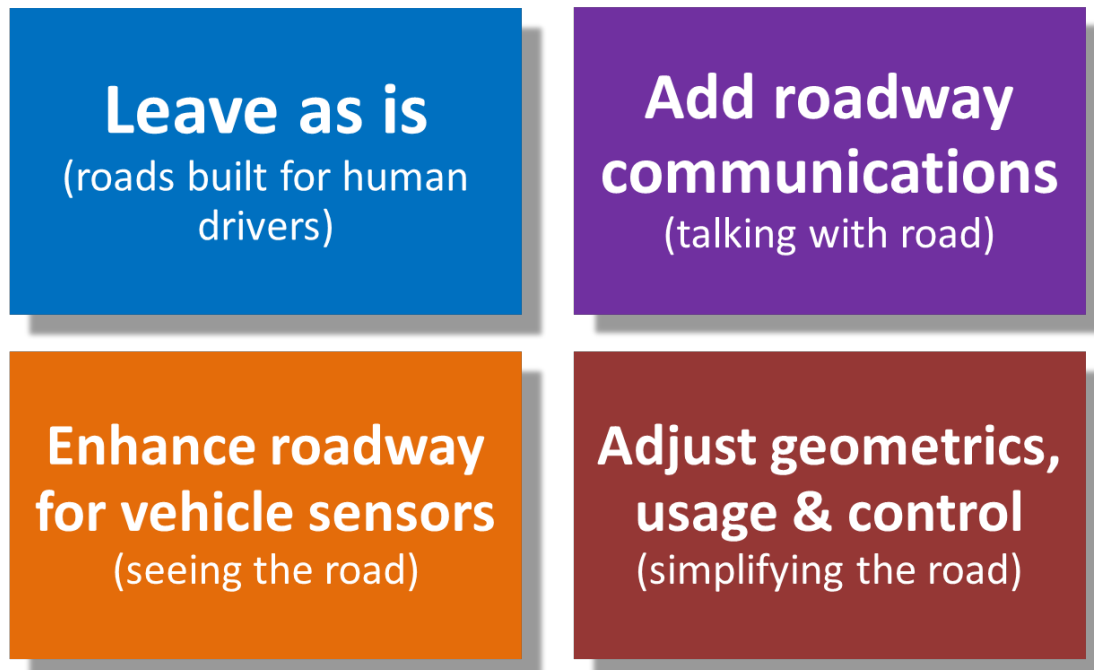 Leave as is
(roads built for human
drivers)
Add roadway
communications
(talking with road)
Enhance roadway
for vehicle sensors
(seeing the road)
Adjust geometrics,
usage & control
(simplifying the road)